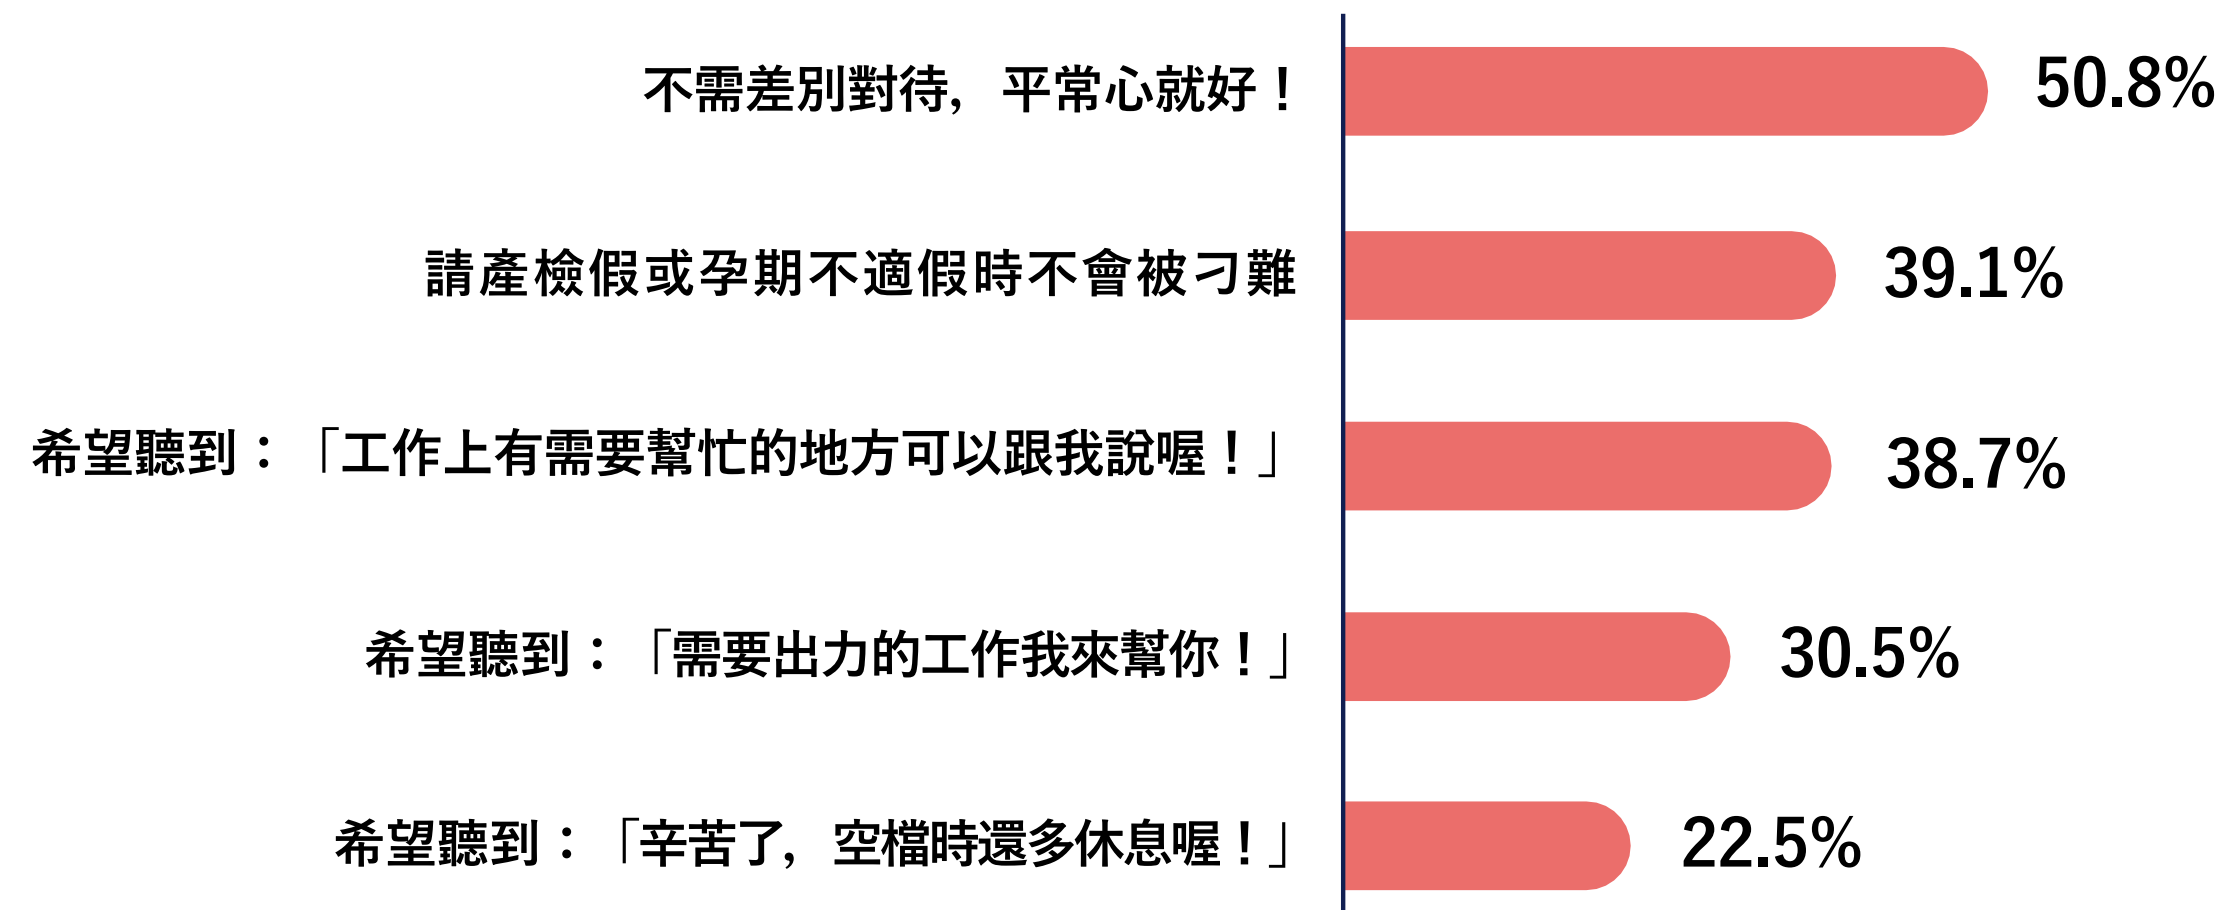 不需差別對待，平常心就好！ 50.8%
請產檢假或孕期不適假時不會被刁難 39.1%
希望聽到：「工作上有需要幫忙的地方可以跟我說喔！」 38.7%
希望聽到：「需要出力的工作我來幫你！」 30.5%
希望聽到：「辛苦了，空檔時還多休息喔！」 22.5%